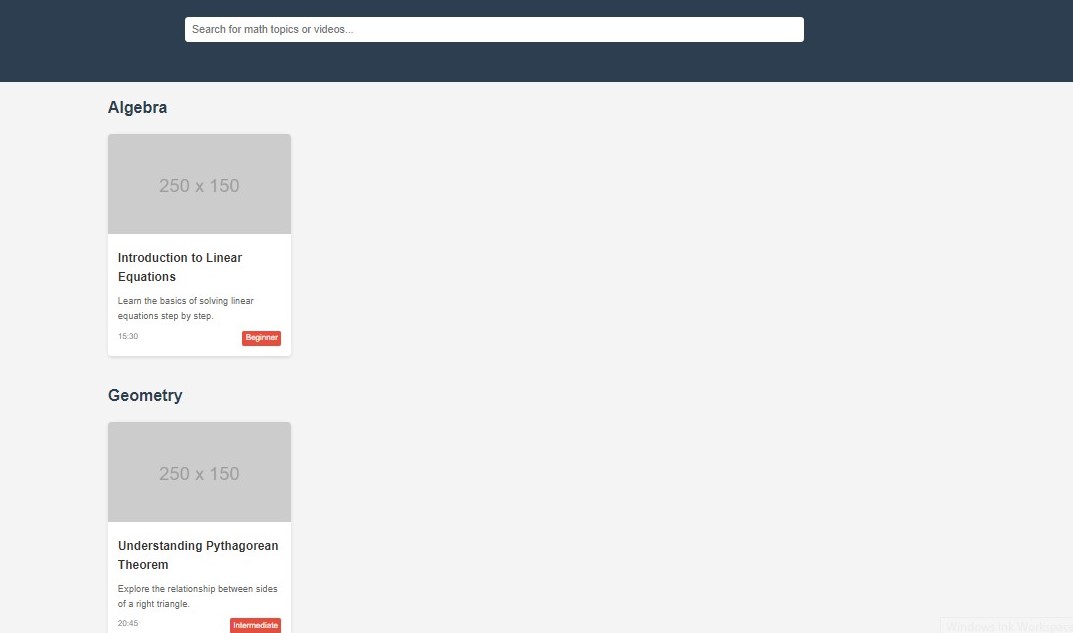 Search for math topics or videos...
Algebra
250 x 150
Introduction to Linear
Equations
Learn the basics of solving linear
equations step by step.
15:30
Beginner
Geometry
250 x 150
Understanding Pythagorean
Theorem
Explore the relationship between sides
of a right triangle.
20:45
Intermediate
Windows Ink Workspace